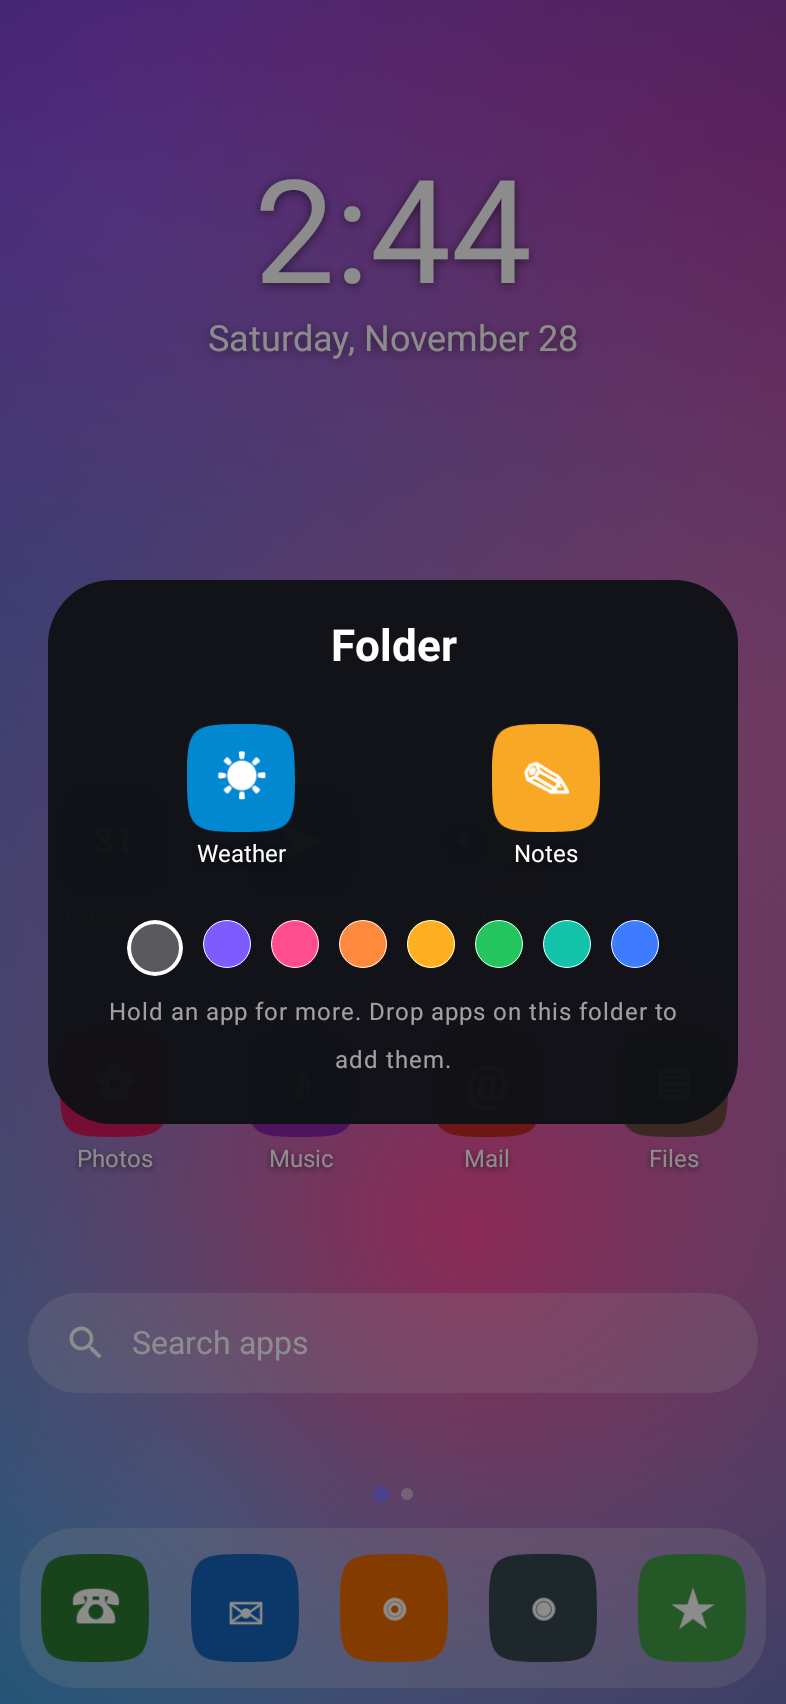 2:44
Saturday, November 28
Folder
Weather
Notes
Hold an app for more. Drop apps on this folder to
add them.
Photos
Music
Mail
Files
Search apps